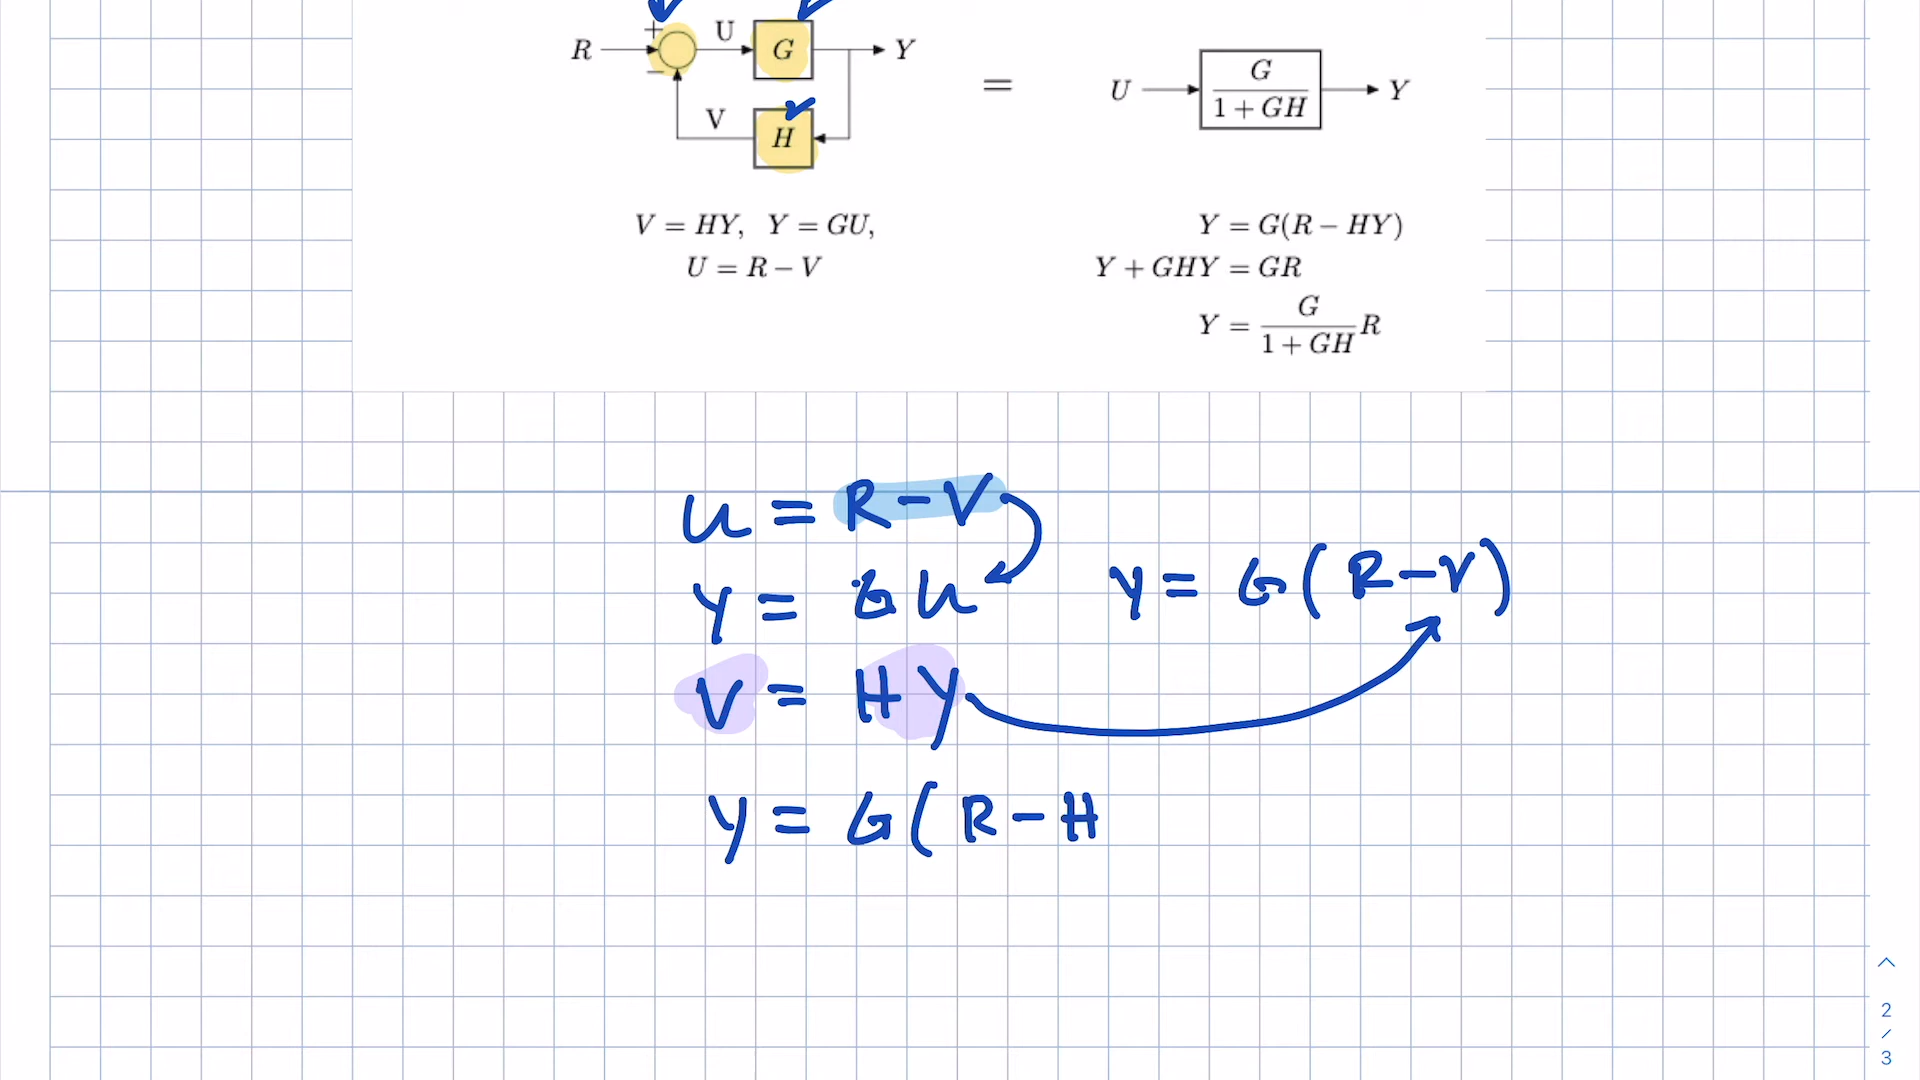 + U
R G Y
−
V
H
=
U G/(1 + GH) Y
V = HY, Y = GU,
U = R − V
Y = G(R − HY)
Y + GHY = GR
Y = G/(1 + GH) R
U = R − V
Y = GU
Y = G(R − V)
V = HY
Y = G(R − H
2
/
3